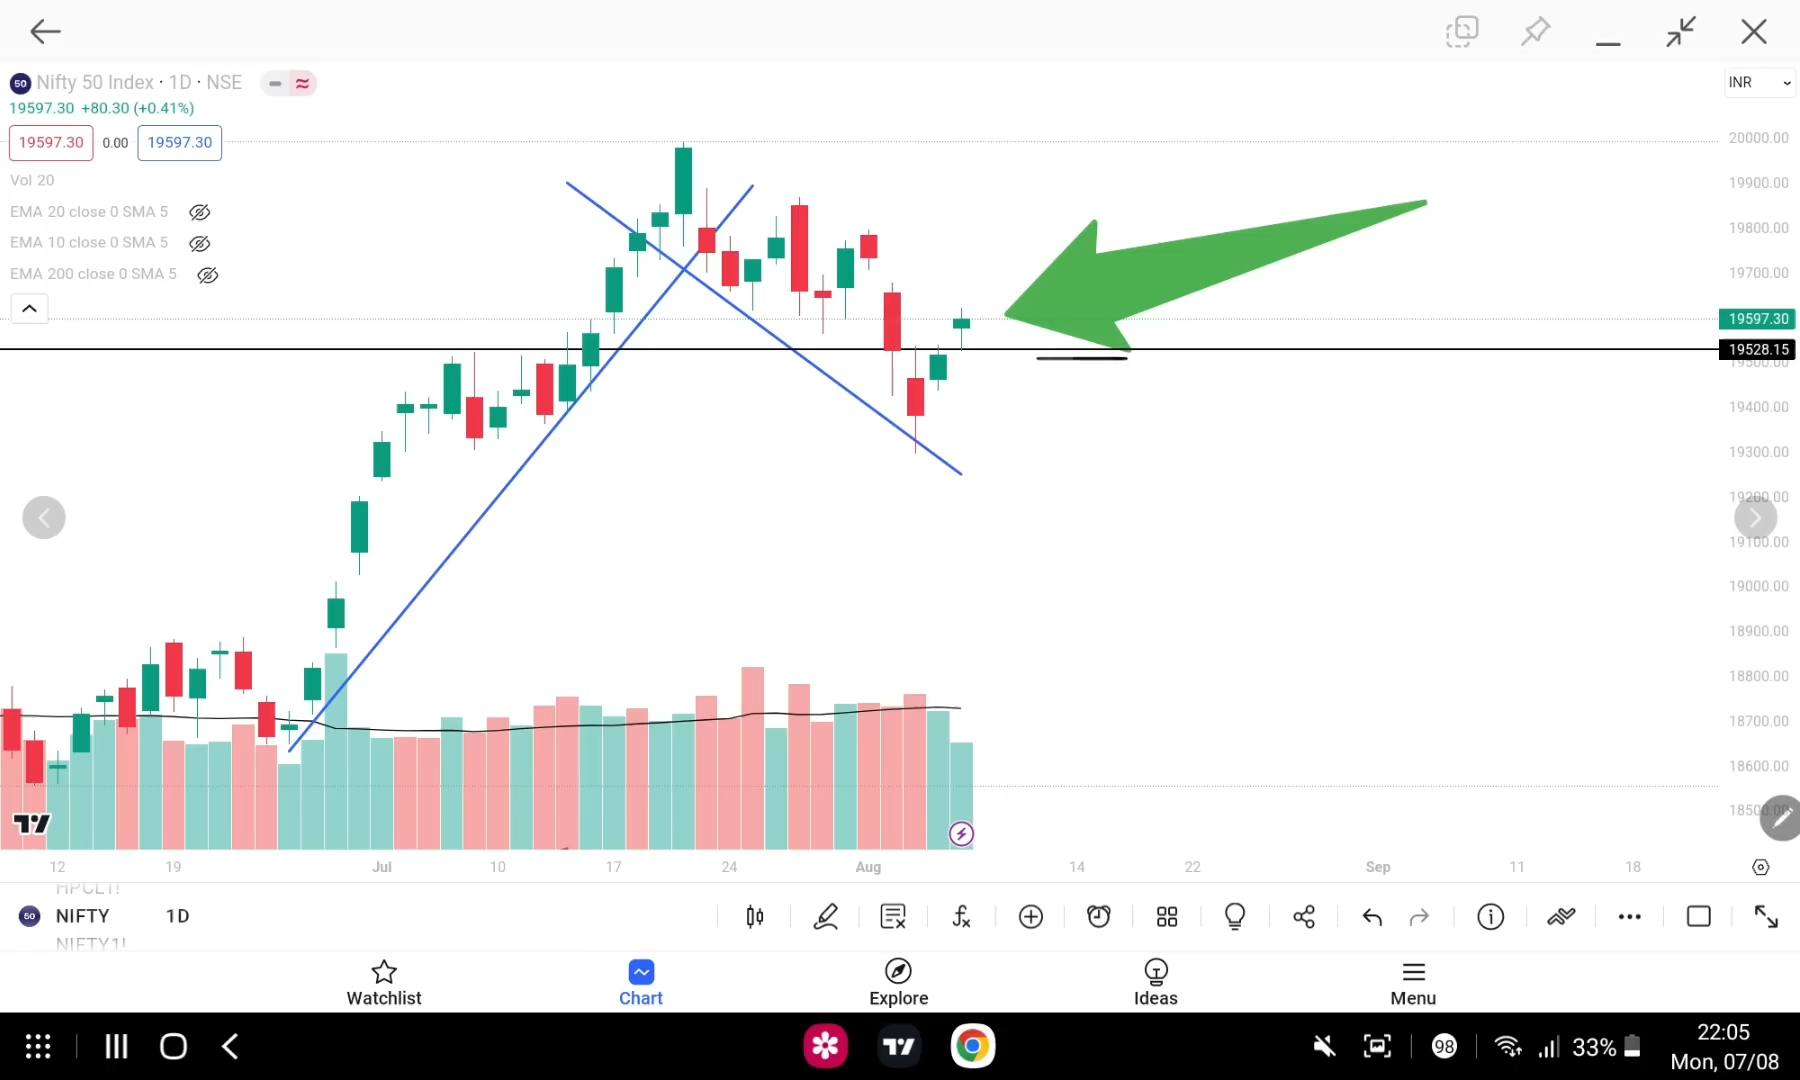 50 Nifty 50 Index · 1D · NSE
INR
19597.30 +80.30 (+0.41%)
19597.30 0.00 19597.30
Vol 20
EMA 20 close 0 SMA 5
EMA 10 close 0 SMA 5
EMA 200 close 0 SMA 5
20000.00
19900.00
19800.00
19700.00
19597.30
19528.15
19500.00
19400.00
19300.00
19200.00
19100.00
19000.00
18900.00
18800.00
18700.00
18600.00
12 19 Jul 10 17 24 Aug 14 22 Sep 11 18
HPCL1!
50 NIFTY 1D
NIFTY1!
Watchlist Chart Explore Ideas Menu
98 33% 22:05
Mon, 07/08